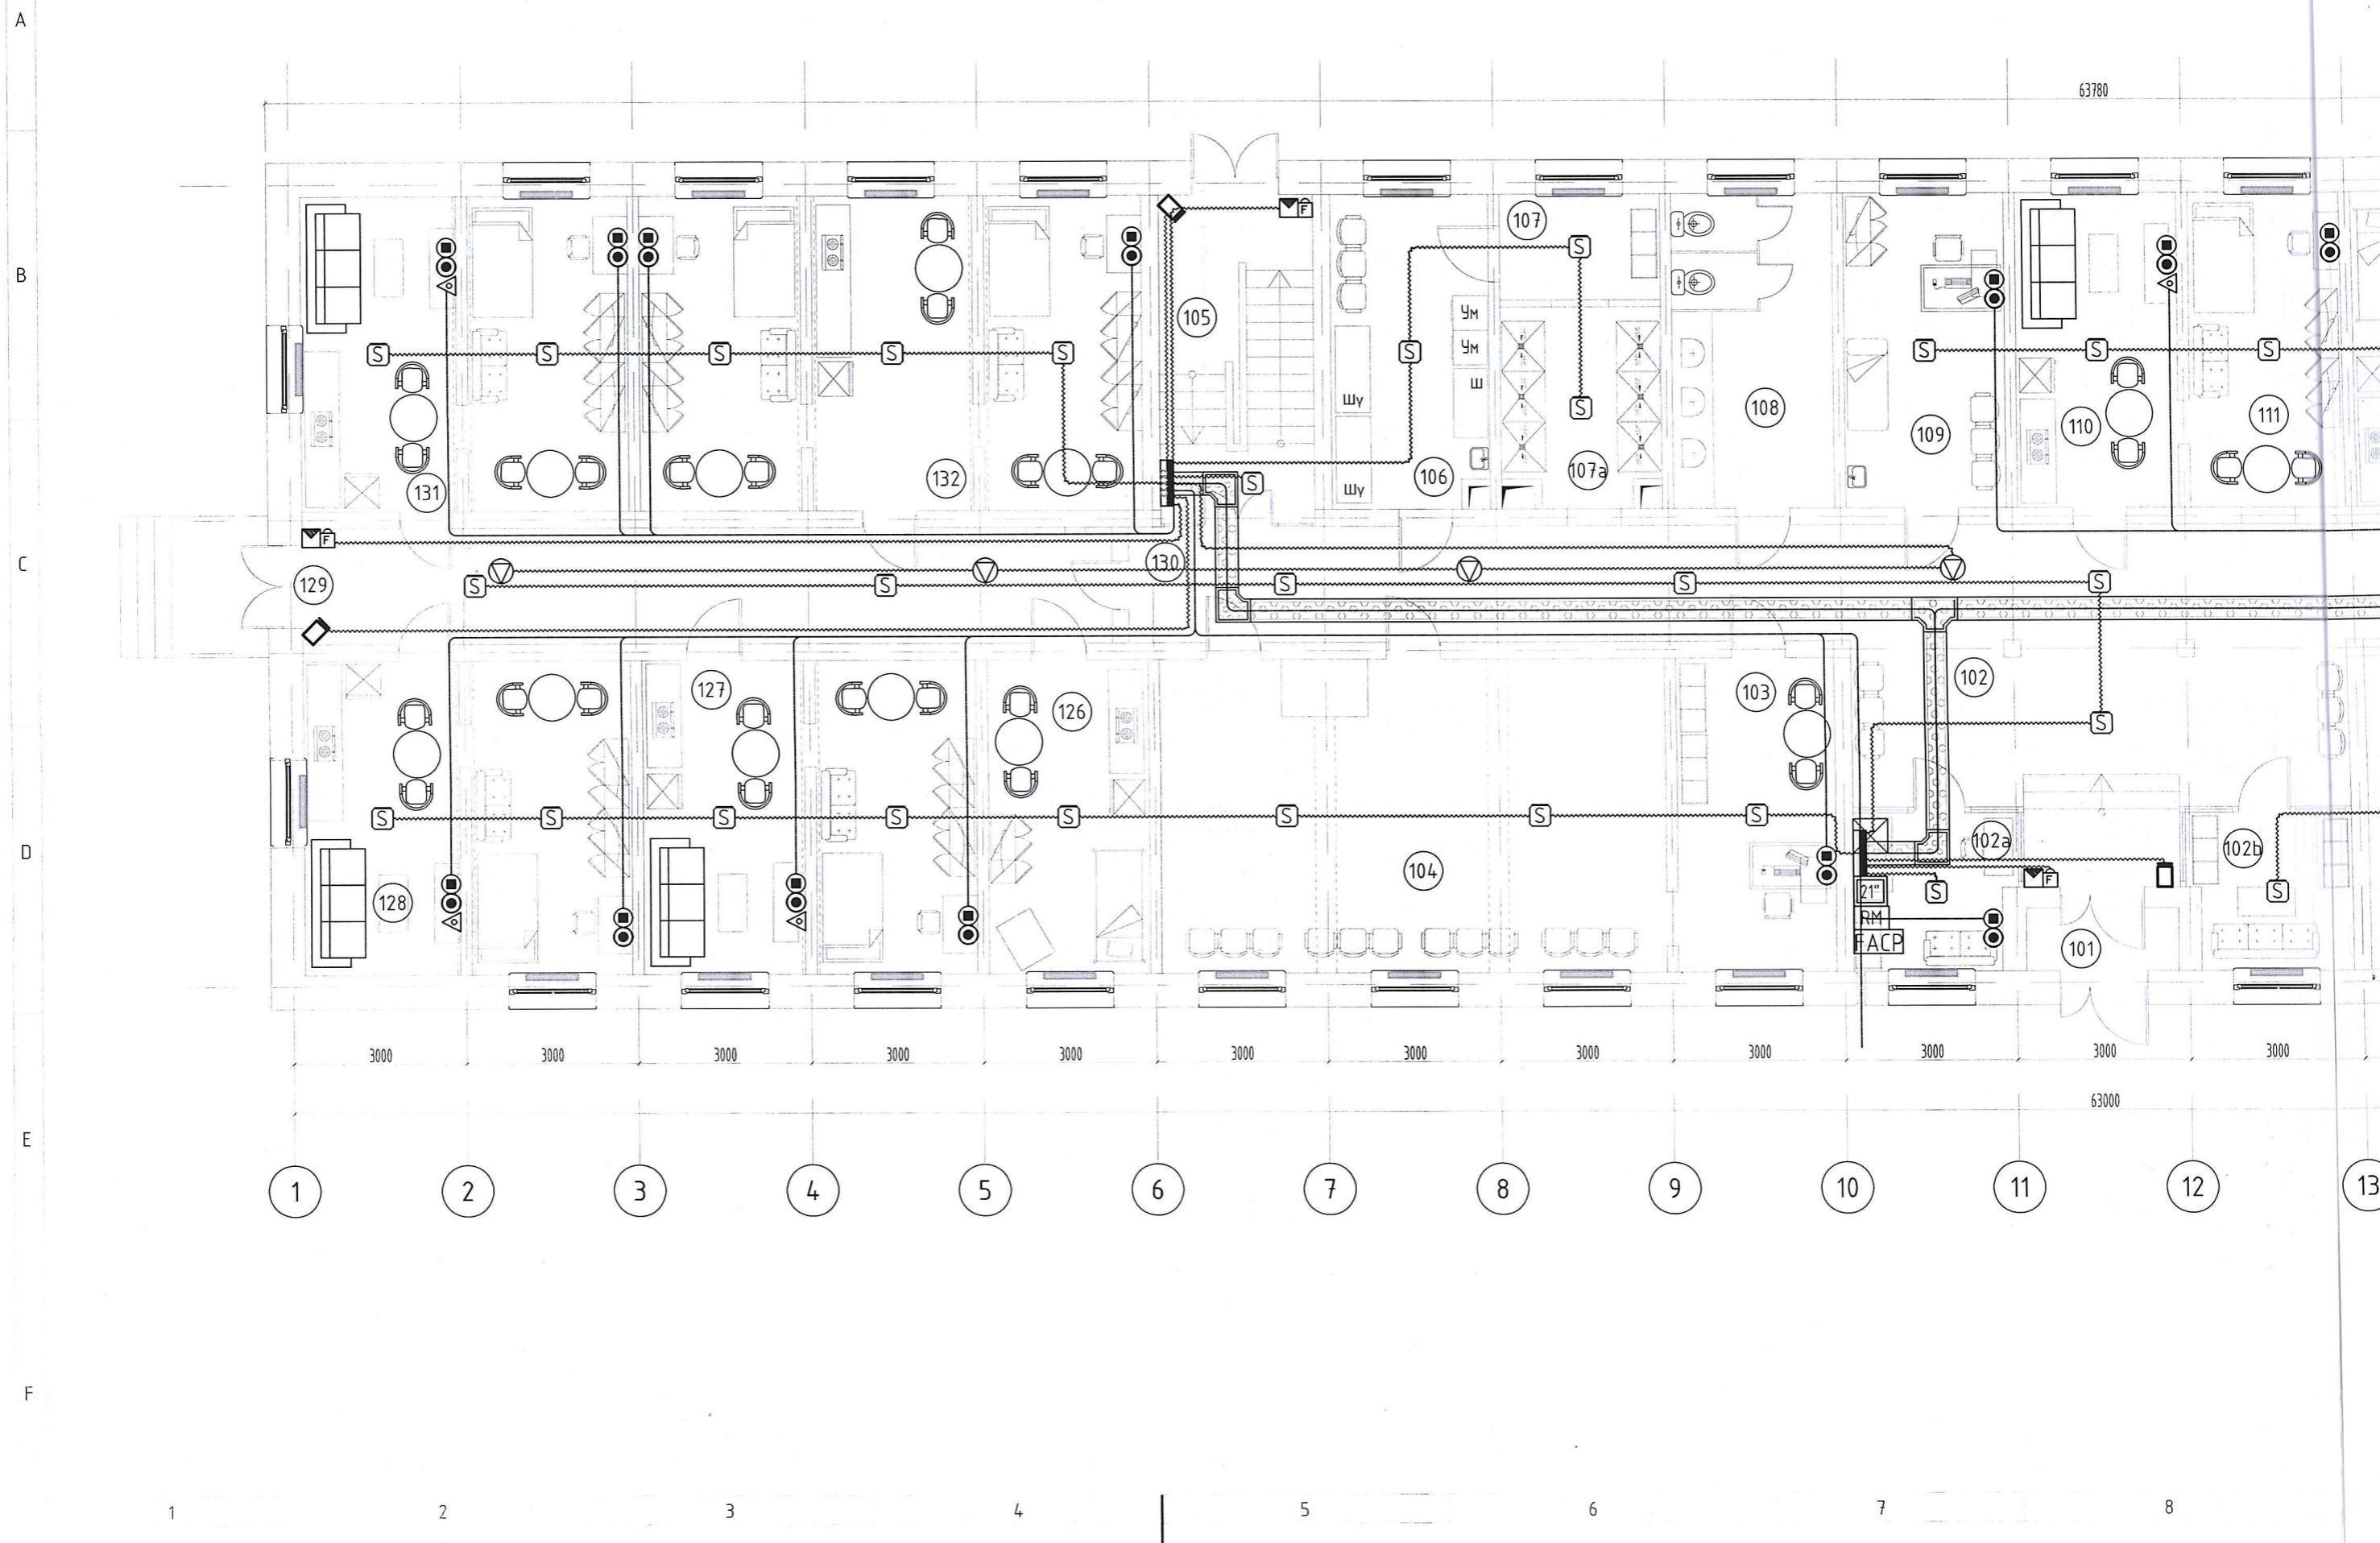 A
63780
B
S S S S S
131
132
105
F
107
S
S
S
Ум
Ум
Ш
Шу
Шу
106
107a
108
S S S
109
110
111
S
C
F
129
130
S S S S S
S
D
128
127
126
S S S S S S S S
104
103
102
102a
102b
S
21"
RM
FACP
S
F
101
3000 3000 3000 3000 3000 3000 3000 3000 3000 3000 3000 3000
63000
E
1 2 3 4 5 6 7 8 9 10 11 12 13
F
1 2 3 4 5 6 7 8